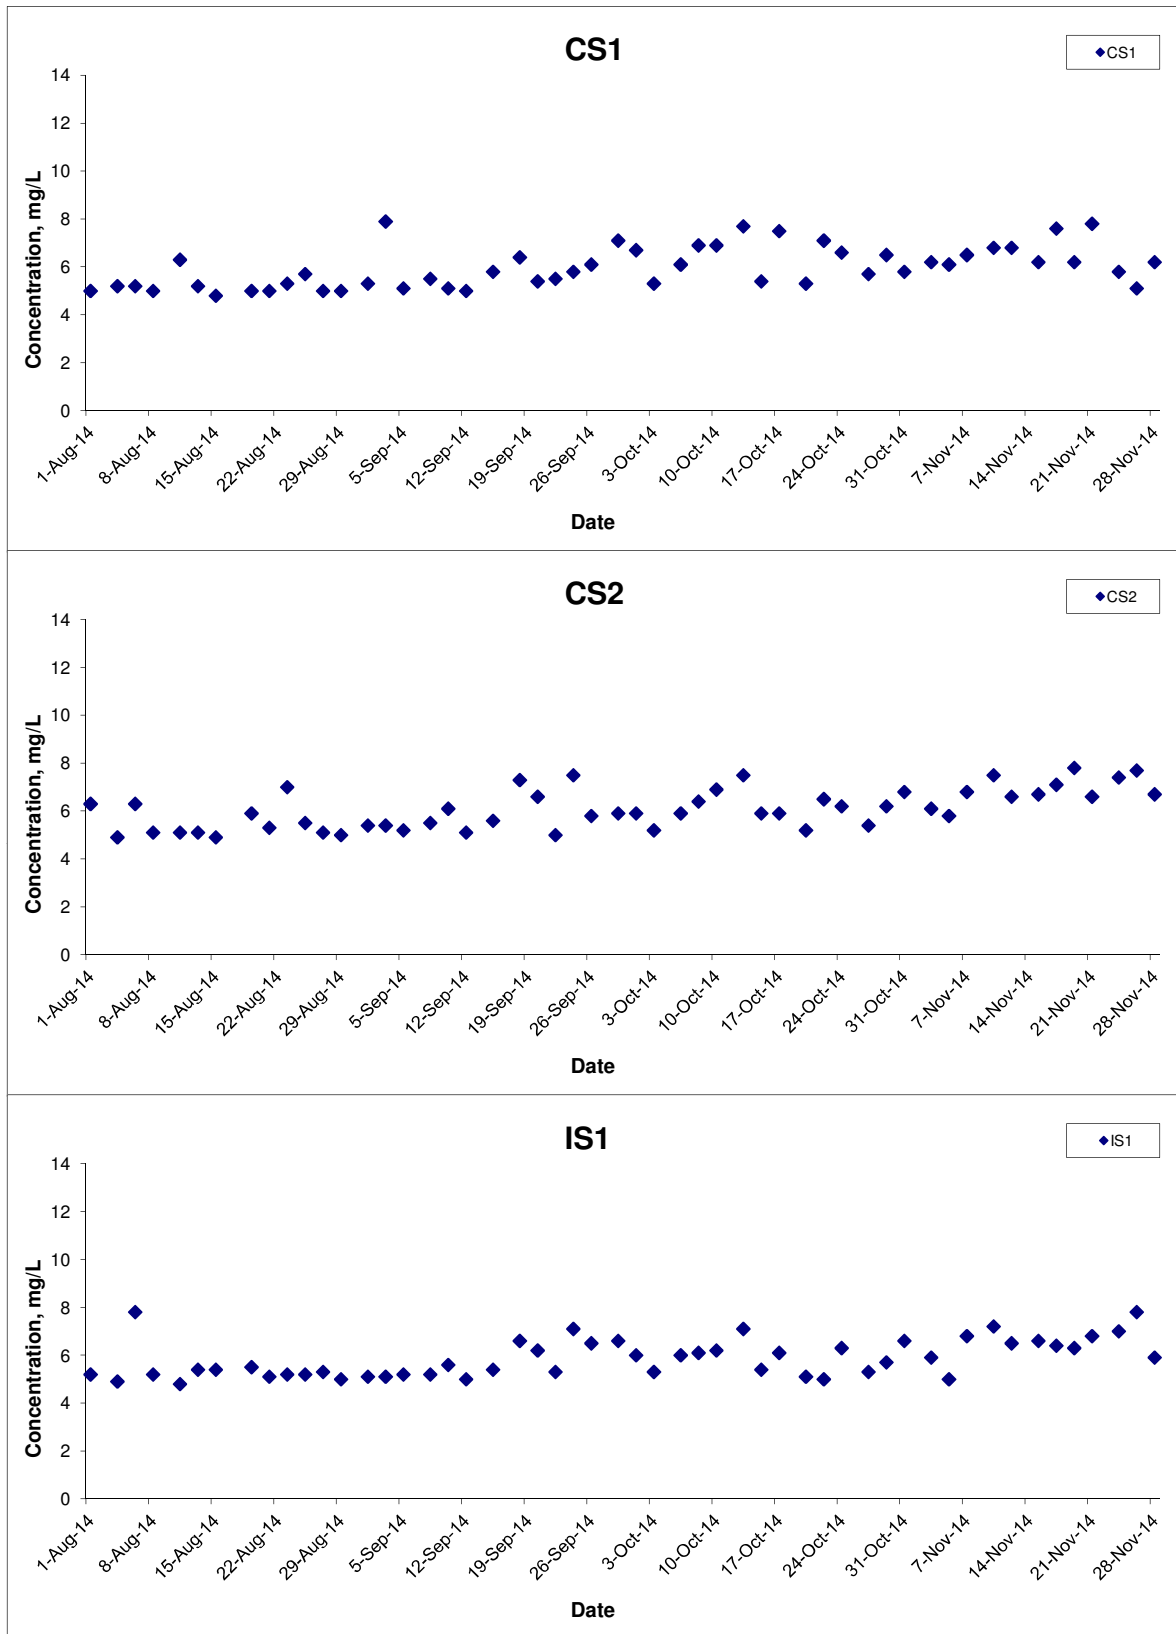 CS1
CS1
14
12
10
8
6
4
2
0
Concentration, mg/L
1-Aug-14
8-Aug-14
15-Aug-14
22-Aug-14
29-Aug-14
5-Sep-14
12-Sep-14
19-Sep-14
26-Sep-14
3-Oct-14
10-Oct-14
17-Oct-14
24-Oct-14
31-Oct-14
7-Nov-14
14-Nov-14
21-Nov-14
28-Nov-14
Date
CS2
CS2
14
12
10
8
6
4
2
0
Concentration, mg/L
1-Aug-14
8-Aug-14
15-Aug-14
22-Aug-14
29-Aug-14
5-Sep-14
12-Sep-14
19-Sep-14
26-Sep-14
3-Oct-14
10-Oct-14
17-Oct-14
24-Oct-14
31-Oct-14
7-Nov-14
14-Nov-14
21-Nov-14
28-Nov-14
Date
IS1
IS1
14
12
10
8
6
4
2
0
Concentration, mg/L
1-Aug-14
8-Aug-14
15-Aug-14
22-Aug-14
29-Aug-14
5-Sep-14
12-Sep-14
19-Sep-14
26-Sep-14
3-Oct-14
10-Oct-14
17-Oct-14
24-Oct-14
31-Oct-14
7-Nov-14
14-Nov-14
21-Nov-14
28-Nov-14
Date